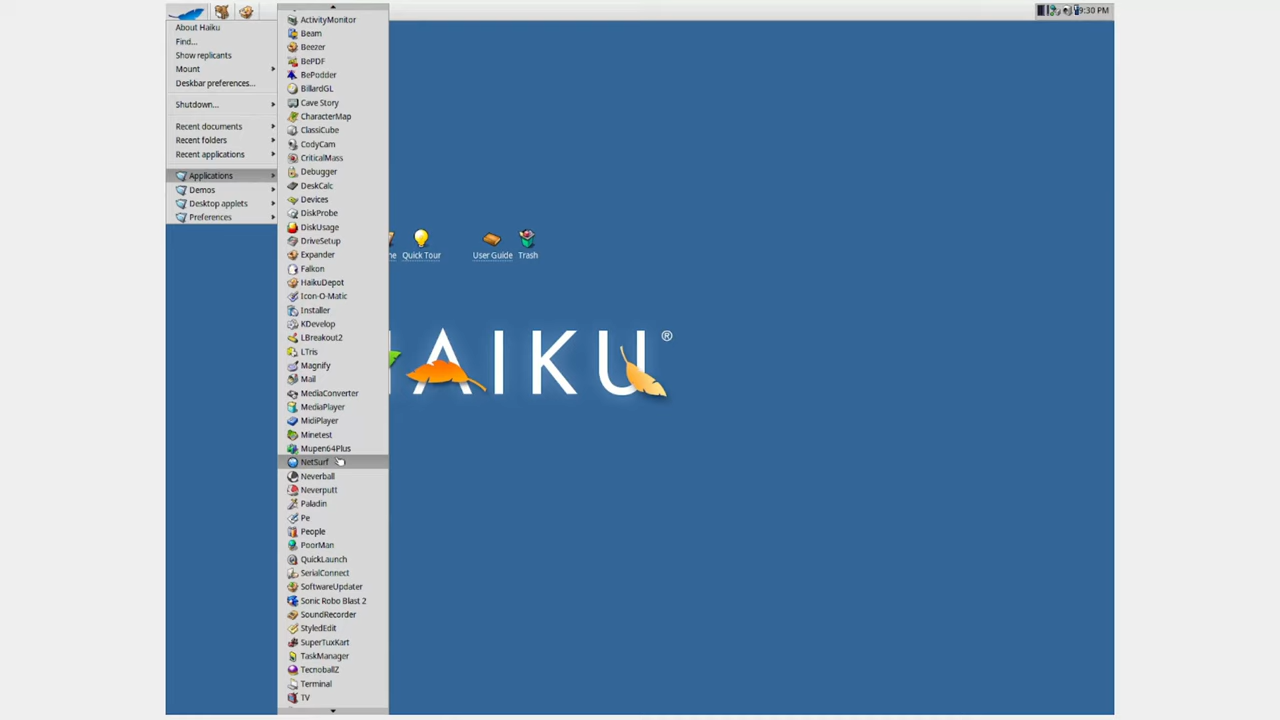 About Haiku
Find...
Show replicants
Mount
Deskbar preferences...
Shutdown...
Recent documents
Recent folders
Recent applications
Applications
Demos
Desktop applets
Preferences
ActivityMonitor
Beam
Beezer
BePDF
BePodder
BillardGL
Cave Story
CharacterMap
ClassiCube
CodyCam
CriticalMass
Debugger
DeskCalc
Devices
DiskProbe
DiskUsage
DriveSetup
Expander
Falkon
HaikuDepot
Icon-O-Matic
Installer
KDevelop
LBreakout2
LTris
Magnify
Mail
MediaConverter
MediaPlayer
MidiPlayer
Minetest
Mupen64Plus
NetSurf
Neverball
Neverputt
Paladin
Pe
People
PoorMan
QuickLaunch
SerialConnect
SoftwareUpdater
Sonic Robo Blast 2
SoundRecorder
StyledEdit
SuperTuxKart
TaskManager
TecnoballZ
Terminal
TV
9:30 PM
Quick Tour
User Guide
Trash
AIKU®